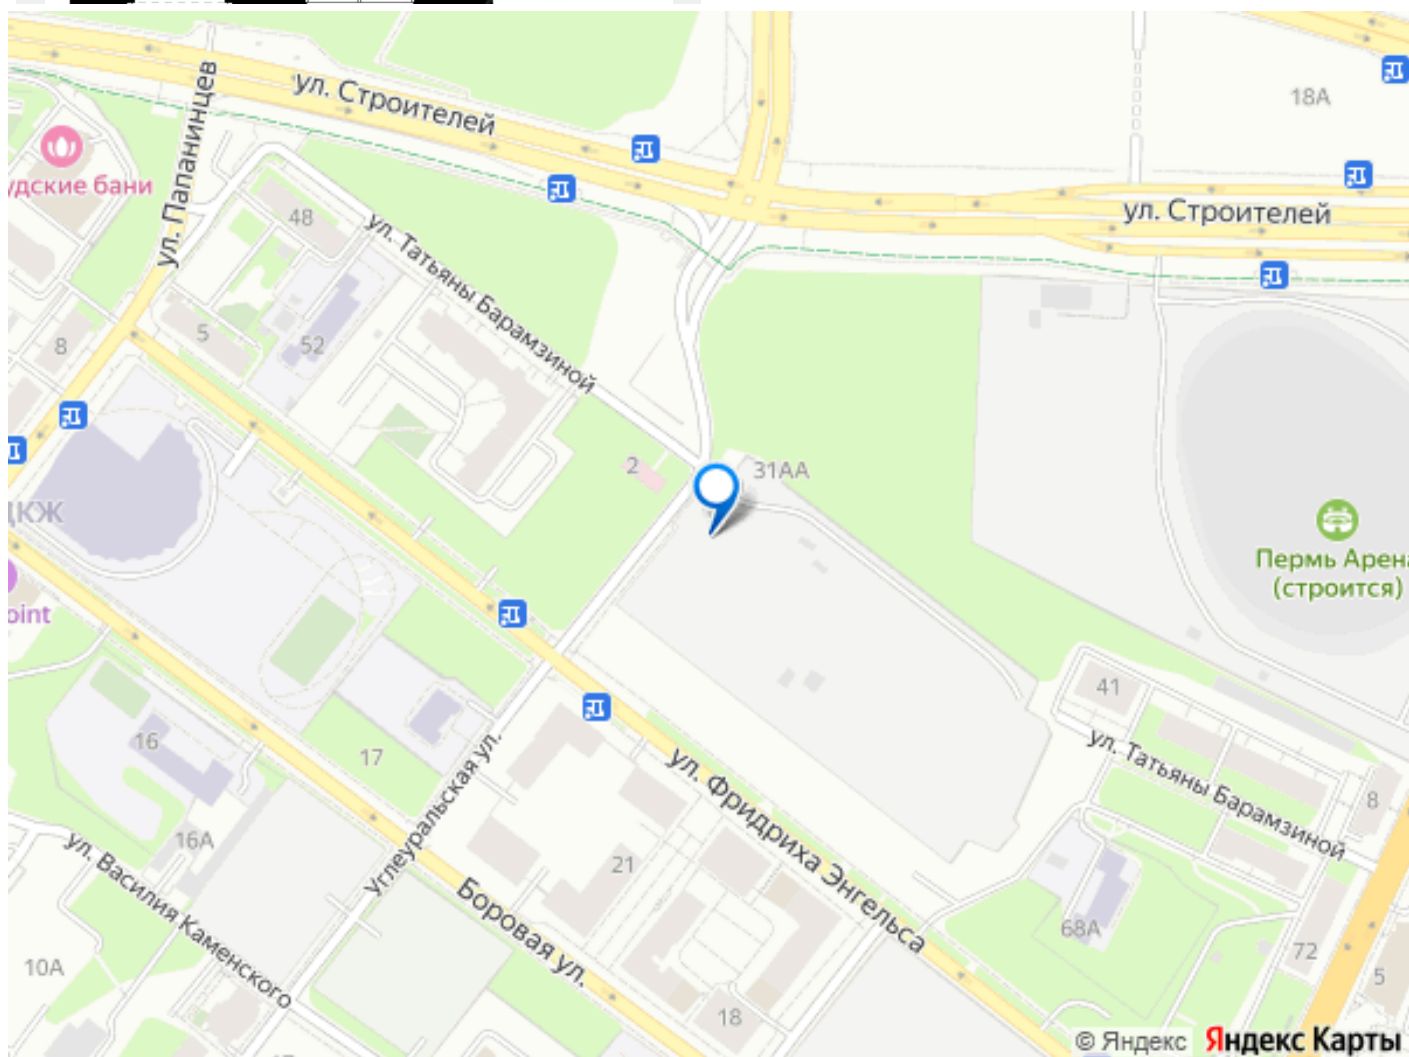 18А
ул. Строителей
ул. Папанинцев
удские бани
48
ул. Татьяны Барамзиной
ул. Строителей
5
52
8
2
31АА
ЦКЖ
Пермь Арена
(строится)
oint
41
16
17
ул. Татьяны Барамзиной
8
16А
Углеуральская ул.
21
ул. Фридриха Энгельса
ул. Василия Каменского
Боровая ул.
68А
72
10А
5
18
© Яндекс Яндекс Карты